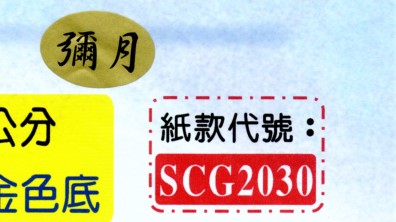 彌月
公分
金色底
紙款代號：
SCG2030